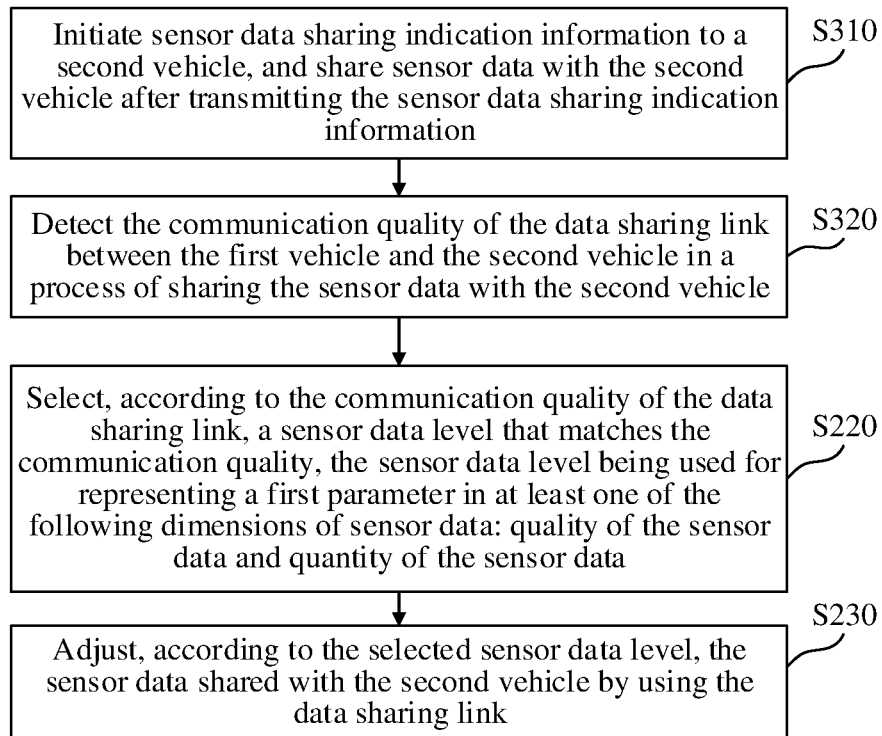 Initiate sensor data sharing indication information to a
second vehicle, and share sensor data with the second
vehicle after transmitting the sensor data sharing indication
information
S310
Detect the communication quality of the data sharing link
between the first vehicle and the second vehicle in a
process of sharing the sensor data with the second vehicle
S320
Select, according to the communication quality of the data
sharing link, a sensor data level that matches the
communication quality, the sensor data level being used for
representing a first parameter in at least one of the
following dimensions of sensor data: quality of the sensor
data and quantity of the sensor data
S220
Adjust, according to the selected sensor data level, the
sensor data shared with the second vehicle by using the
data sharing link
S230